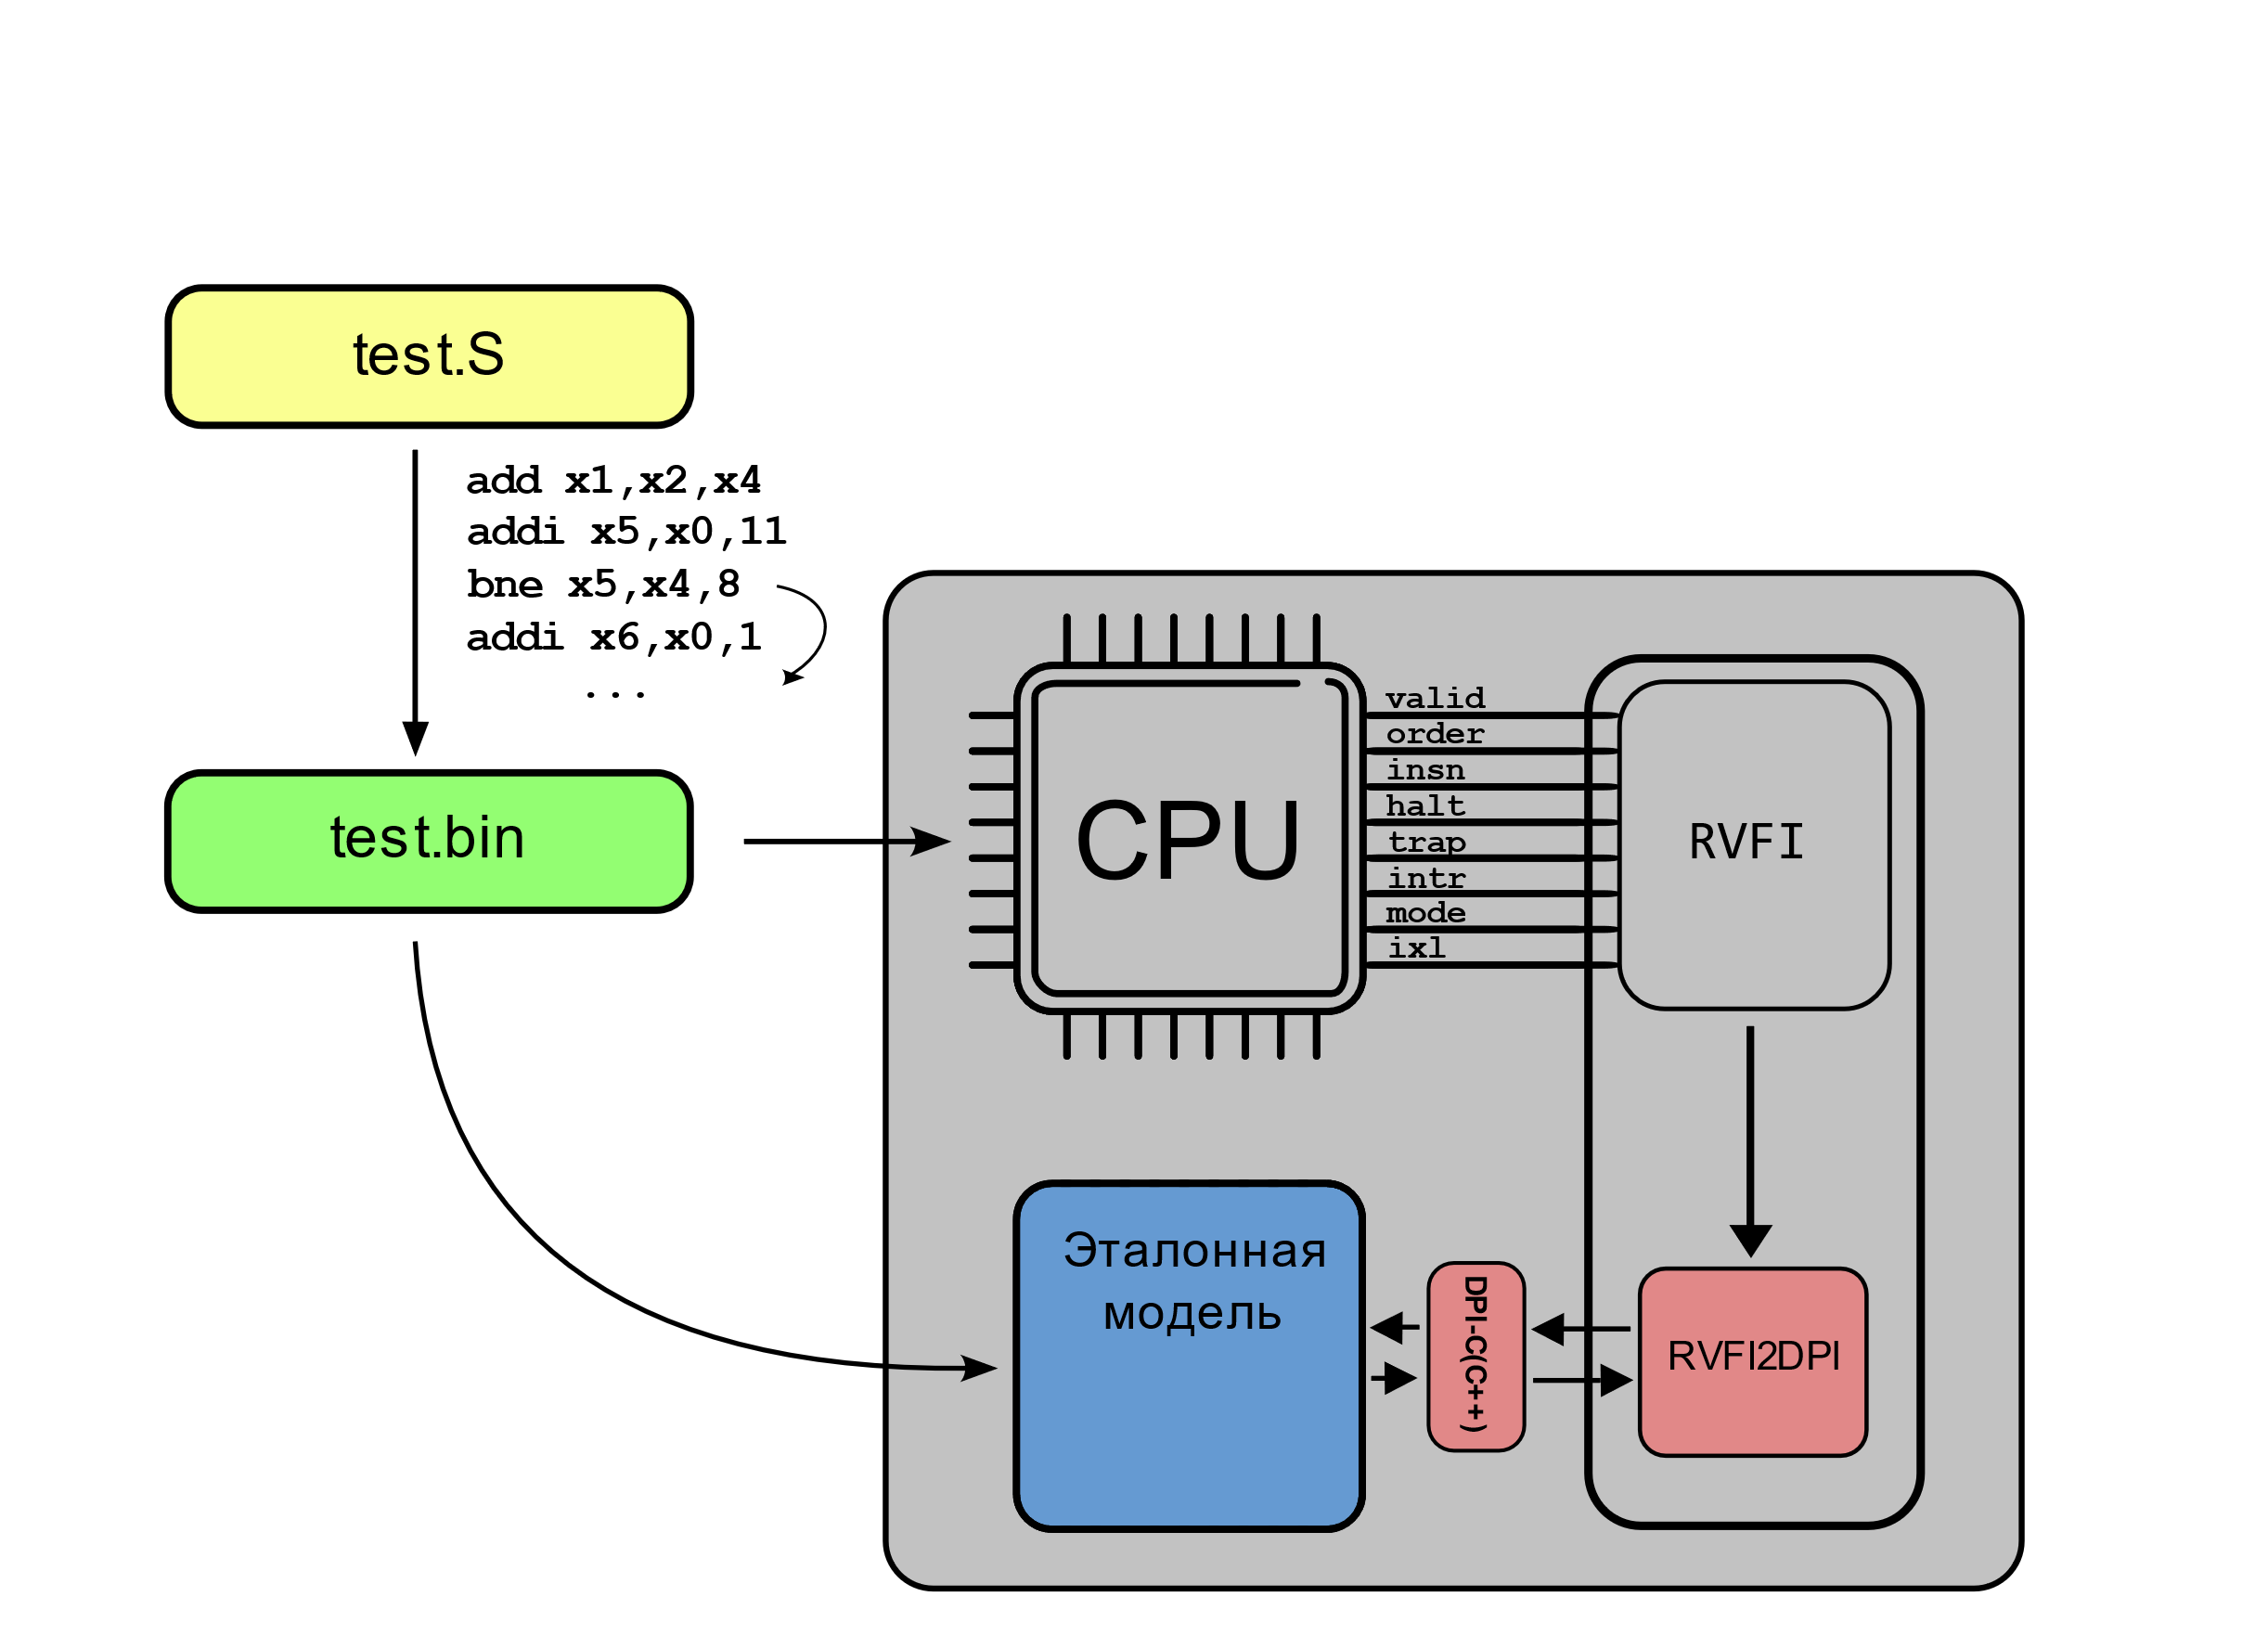 test.S
add x1,x2,x4
addi x5,x0,11
bne x5,x4,8
addi x6,x0,1
...
test.bin
CPU
valid
order
insn
halt
trap
intr
mode
ixl
RVFI
Эталонная
модель
DPI-C(C++)
RVFI2DPI